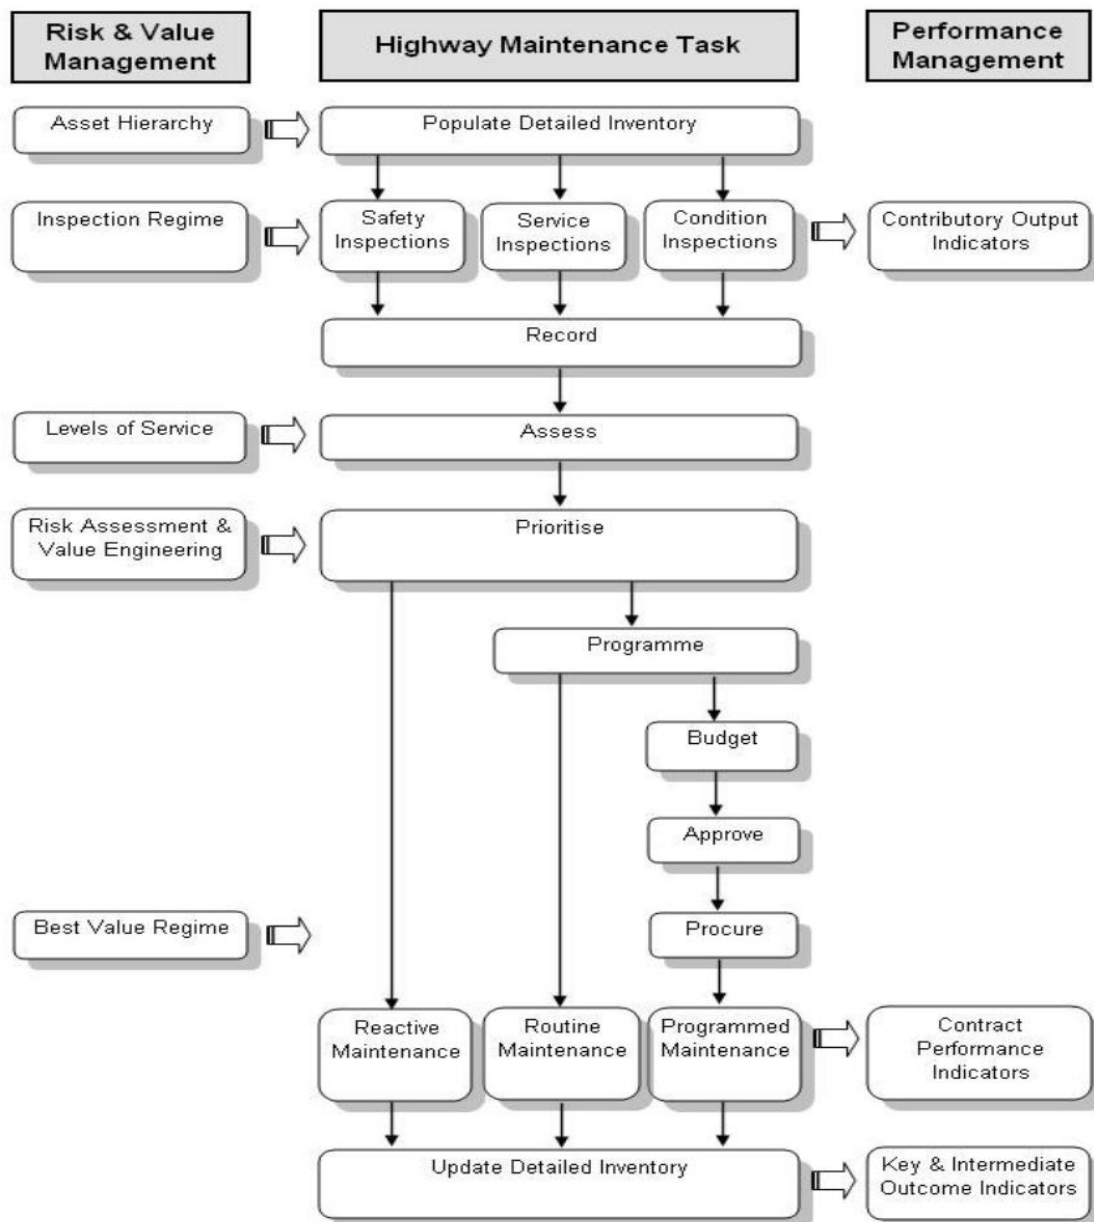 Risk & Value
Management
Highway Maintenance Task
Performance
Management
Asset Hierarchy
Populate Detailed Inventory
Inspection Regime
Safety
Inspections
Service
Inspections
Condition
Inspections
Contributory Output
Indicators
Record
Levels of Service
Assess
Risk Assessment &
Value Engineering
Prioritise
Programme
Budget
Approve
Best Value Regime
Procure
Reactive
Maintenance
Routine
Maintenance
Programmed
Maintenance
Contract
Performance
Indicators
Update Detailed Inventory
Key & Intermediate
Outcome Indicators